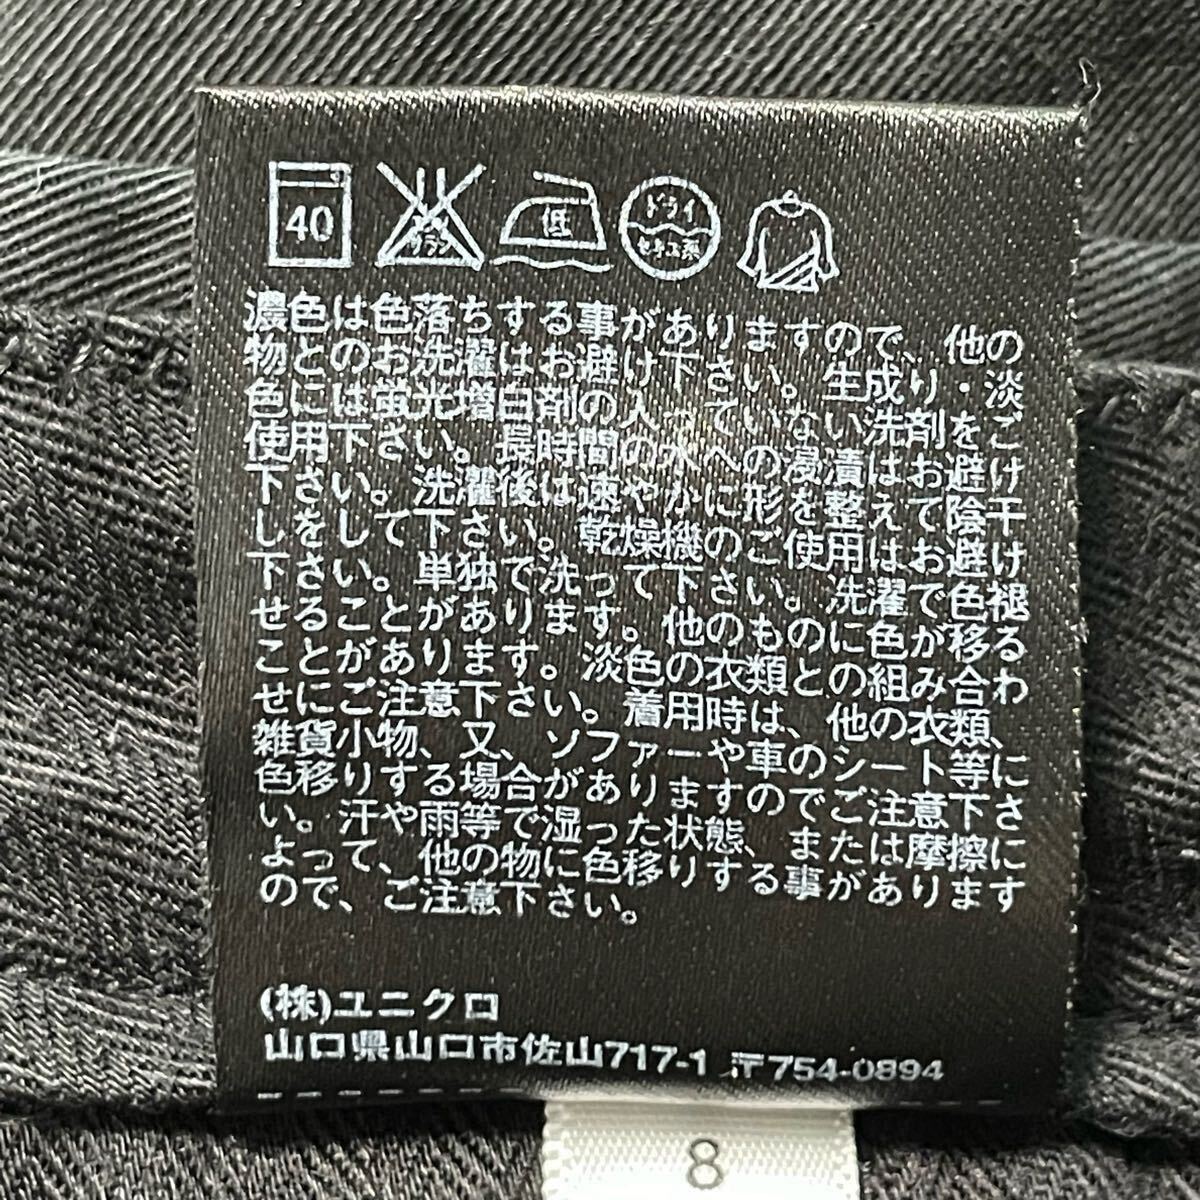 40 エンソ サラシ 低 ドライ セキユ系
濃色は色落ちする事がありますので、他の
物とのお洗濯はお避け下さい。生成り・淡
色には蛍光増白剤の入っていない洗剤をご
使用下さい。長時間の水への浸漬はお避け
下さい。洗濯後は速やかに形を整えて陰干
しをして下さい。乾燥機のご使用はお避け
下さい。単独で洗って下さい。洗濯で色褪
せることがあります。他のものに色が移る
ことがあります。淡色の衣類との組み合わ
せにご注意下さい。着用時は、他の衣類、
雑貨小物、又、ソファーや車のシート等に
色移りする場合がありますのでご注意下さ
い。汗や雨等で湿った状態、または摩擦に
よって、他の物に色移りする事があります
ので、ご注意下さい。
(株)ユニクロ
山口県山口市佐山717-1 〒754-0894
8